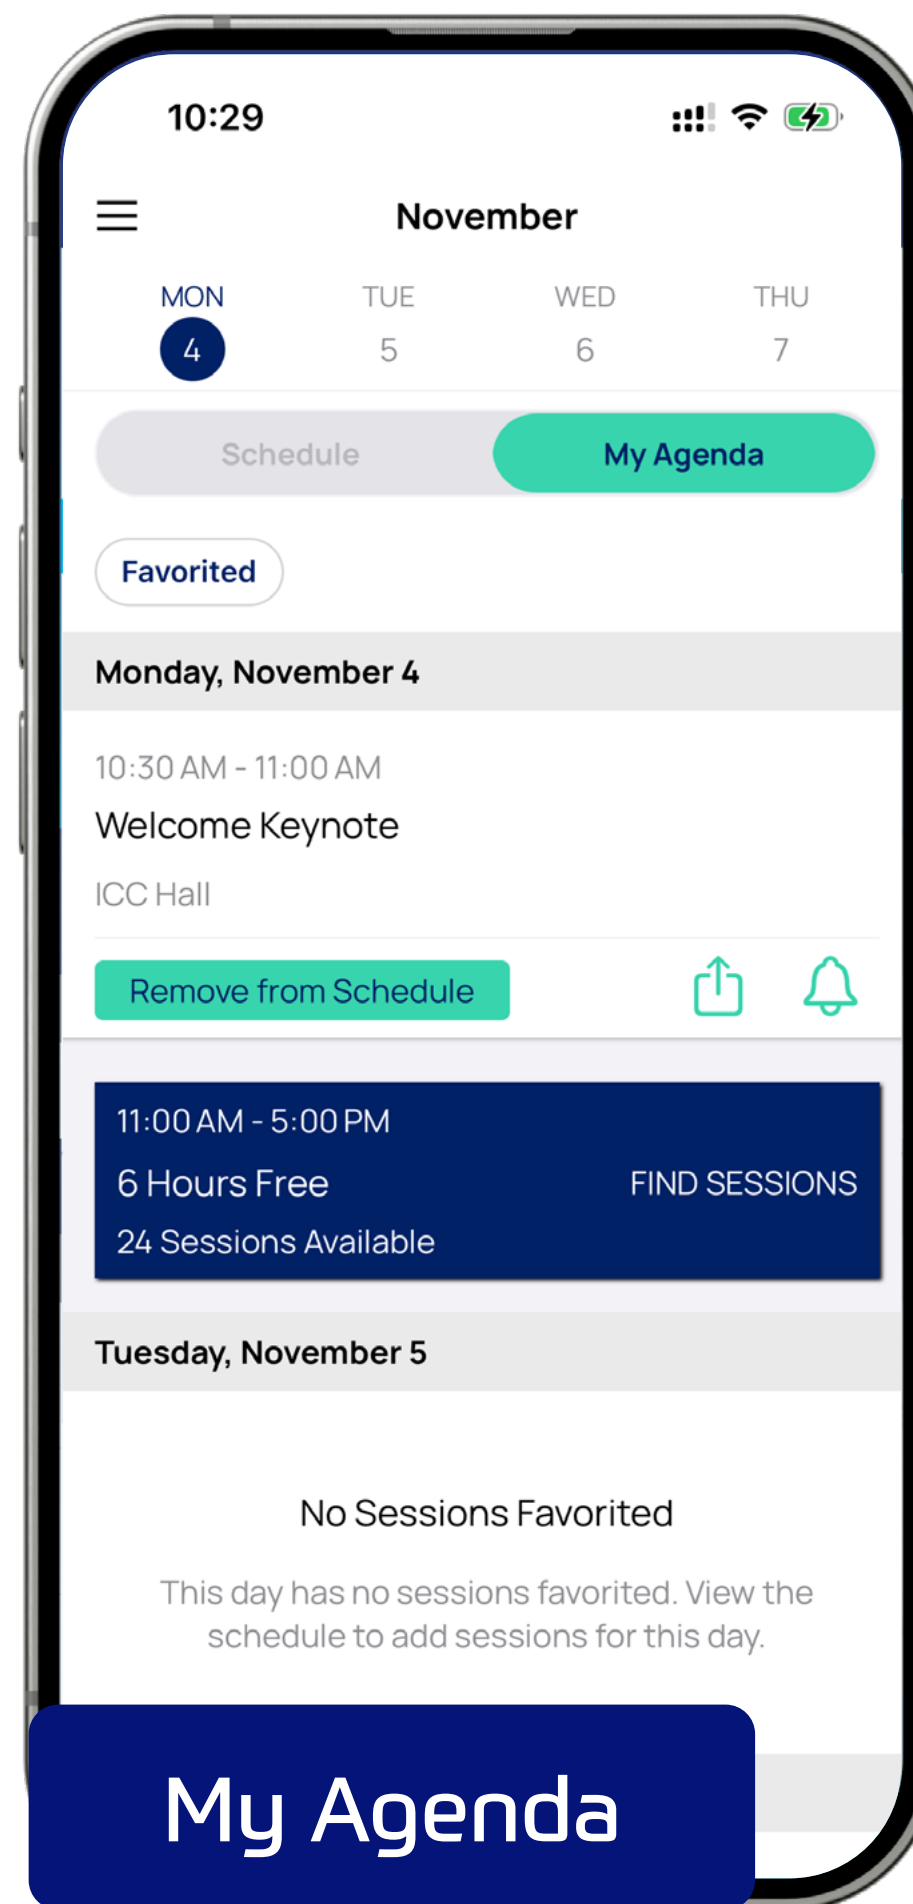 10:29
November
MON TUE WED THU
4 5 6 7
Schedule My Agenda
Favorited
Monday, November 4
10:30 AM - 11:00 AM
Welcome Keynote
ICC Hall
Remove from Schedule
11:00 AM - 5:00 PM
6 Hours Free FIND SESSIONS
24 Sessions Available
Tuesday, November 5
No Sessions Favorited
This day has no sessions favorited. View the
schedule to add sessions for this day.
My Agenda